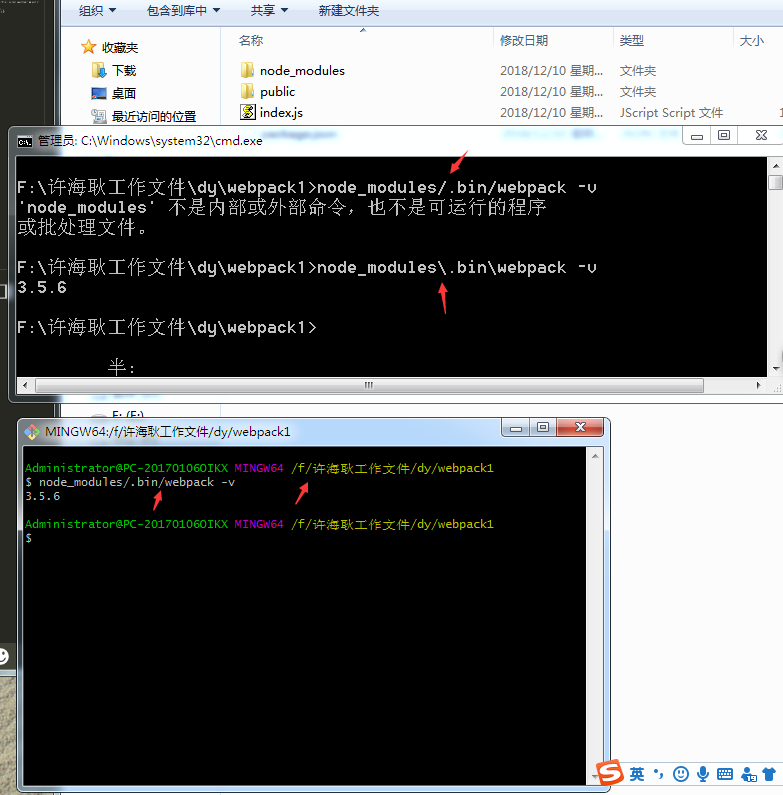 组织 包含到库中 共享 新建文件夹
收藏夹
下载
桌面
最近访问的位置
名称 修改日期 类型 大小
node_modules 2018/12/10 星期... 文件夹
public 2018/12/10 星期... 文件夹
index.js 2018/12/10 星期... JScript Script 文件
管理员: C:\Windows\system32\cmd.exe
F:\许海耿工作文件\dy\webpack1>node_modules/.bin/webpack -v
'node_modules' 不是内部或外部命令，也不是可运行的程序
或批处理文件。
F:\许海耿工作文件\dy\webpack1>node_modules\.bin\webpack -v
3.5.6
F:\许海耿工作文件\dy\webpack1>
半:
MINGW64:/f/许海耿工作文件/dy/webpack1
Administrator@PC-20170106OIKX MINGW64 /f/许海耿工作文件/dy/webpack1
$ node_modules/.bin/webpack -v
3.5.6
Administrator@PC-20170106OIKX MINGW64 /f/许海耿工作文件/dy/webpack1
$
S 英